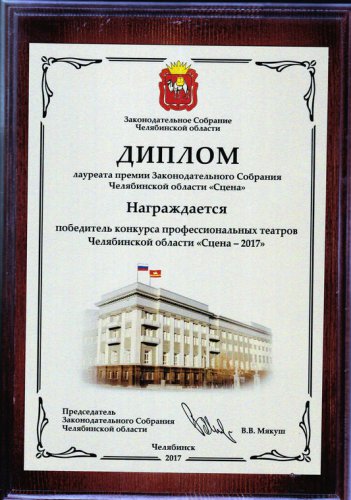 Законодательное Собрание
Челябинской области
ДИПЛОМ
лауреата премии Законодательного Собрания
Челябинской области «Сцена»
Награждается
победитель конкурса профессиональных театров
Челябинской области «Сцена – 2017»
Председатель
Законодательного Собрания
Челябинской области
В.В. Мякуш
Челябинск
2017